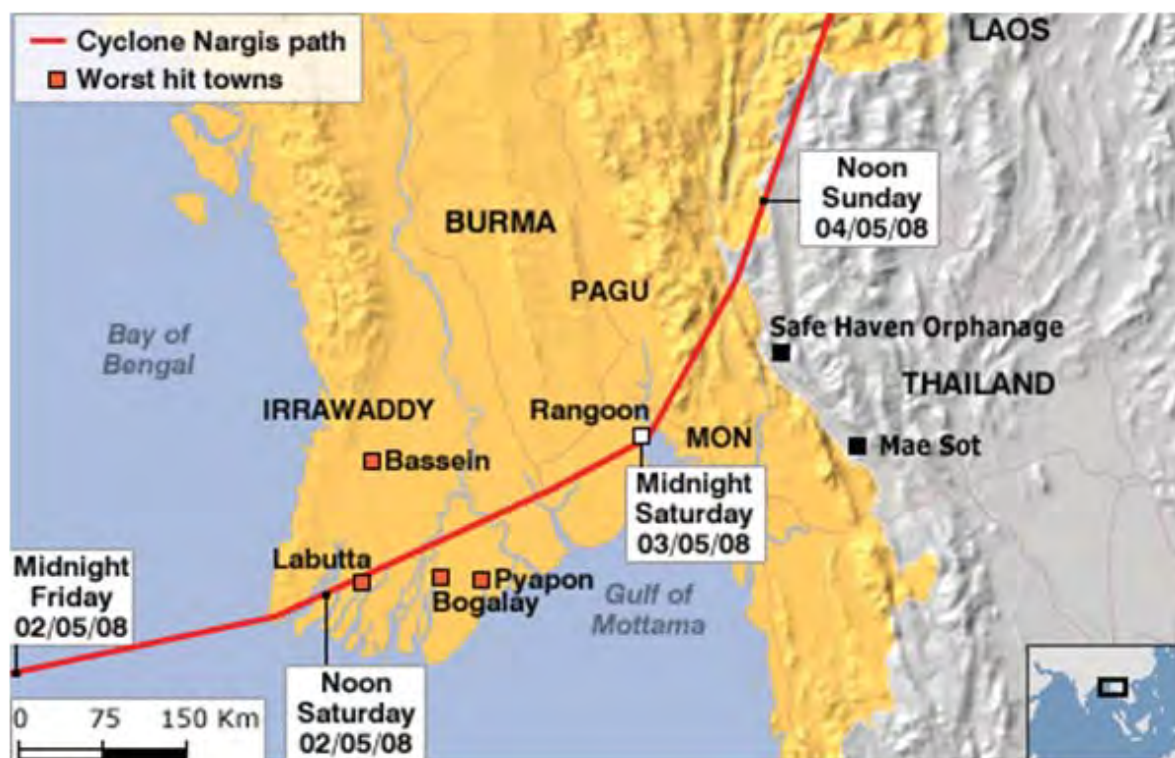 Cyclone Nargis path
Worst hit towns
LAOS
Noon
Sunday
04/05/08
BURMA
PAGU
Bay of
Bengal
Safe Haven Orphanage
THAILAND
IRRAWADDY
Rangoon
MON
Mae Sot
Bassein
Midnight
Saturday
03/05/08
Labutta
Midnight
Friday
02/05/08
Pyapon
Bogalay
Gulf of
Mottama
Noon
Saturday
02/05/08
0 75 150 Km